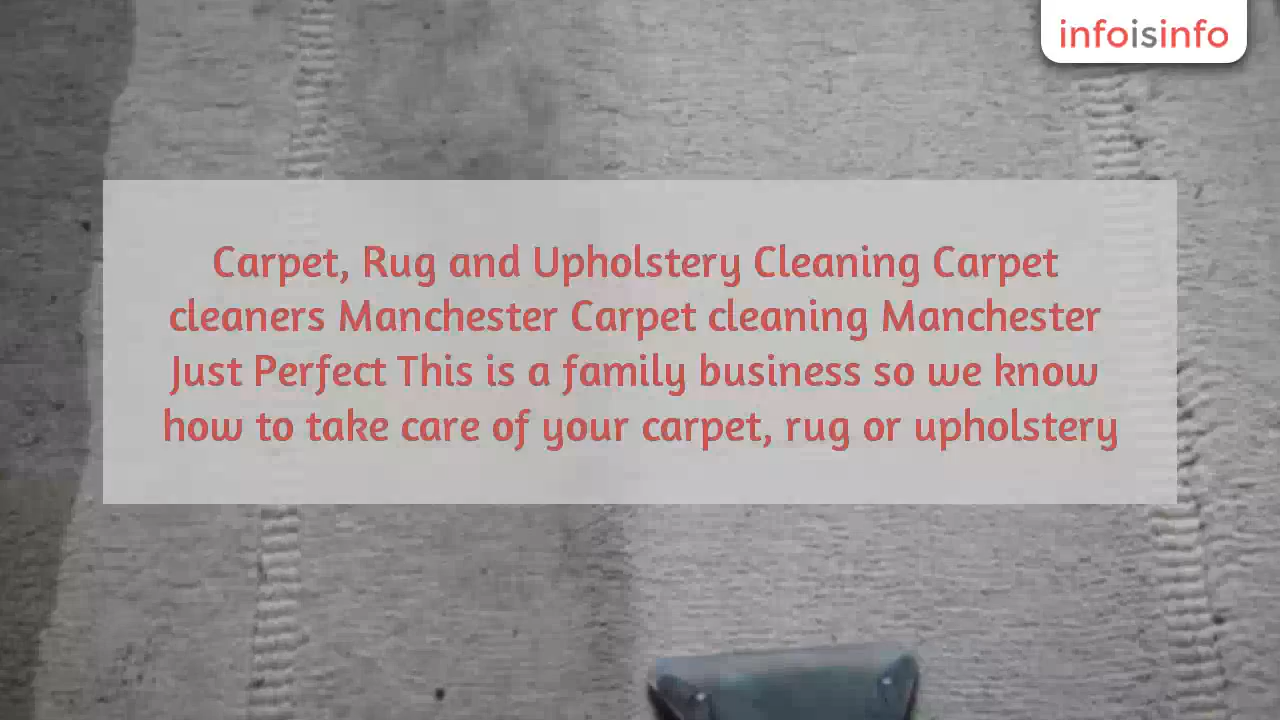 infoisinfo
Carpet, Rug and Upholstery Cleaning Carpet
cleaners Manchester Carpet cleaning Manchester
Just Perfect This is a family business so we know
how to take care of your carpet, rug or upholstery